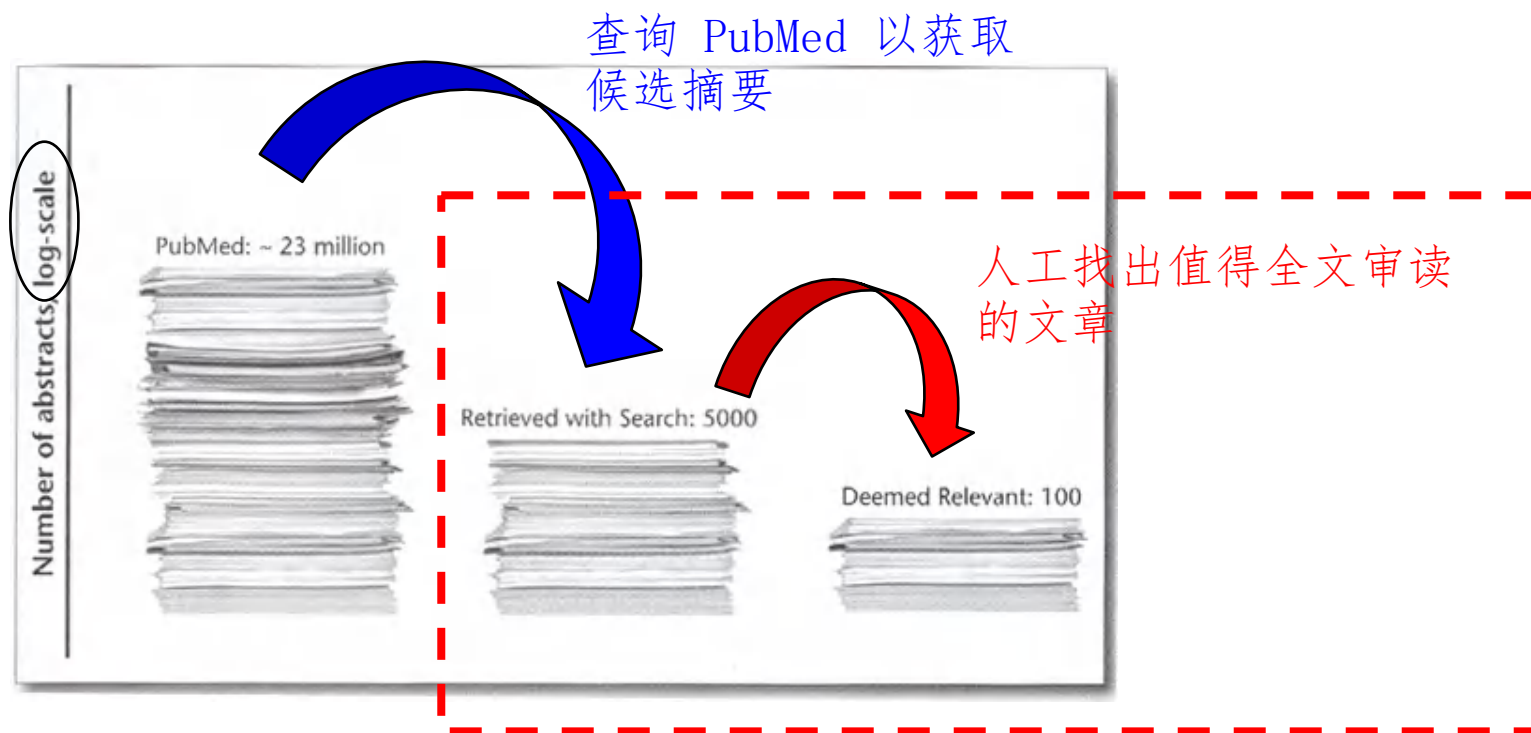 查询 PubMed 以获取
候选摘要
Number of abstracts, log-scale
PubMed: ~ 23 million
人工找出值得全文审读
的文章
Retrieved with Search: 5000
Deemed Relevant: 100